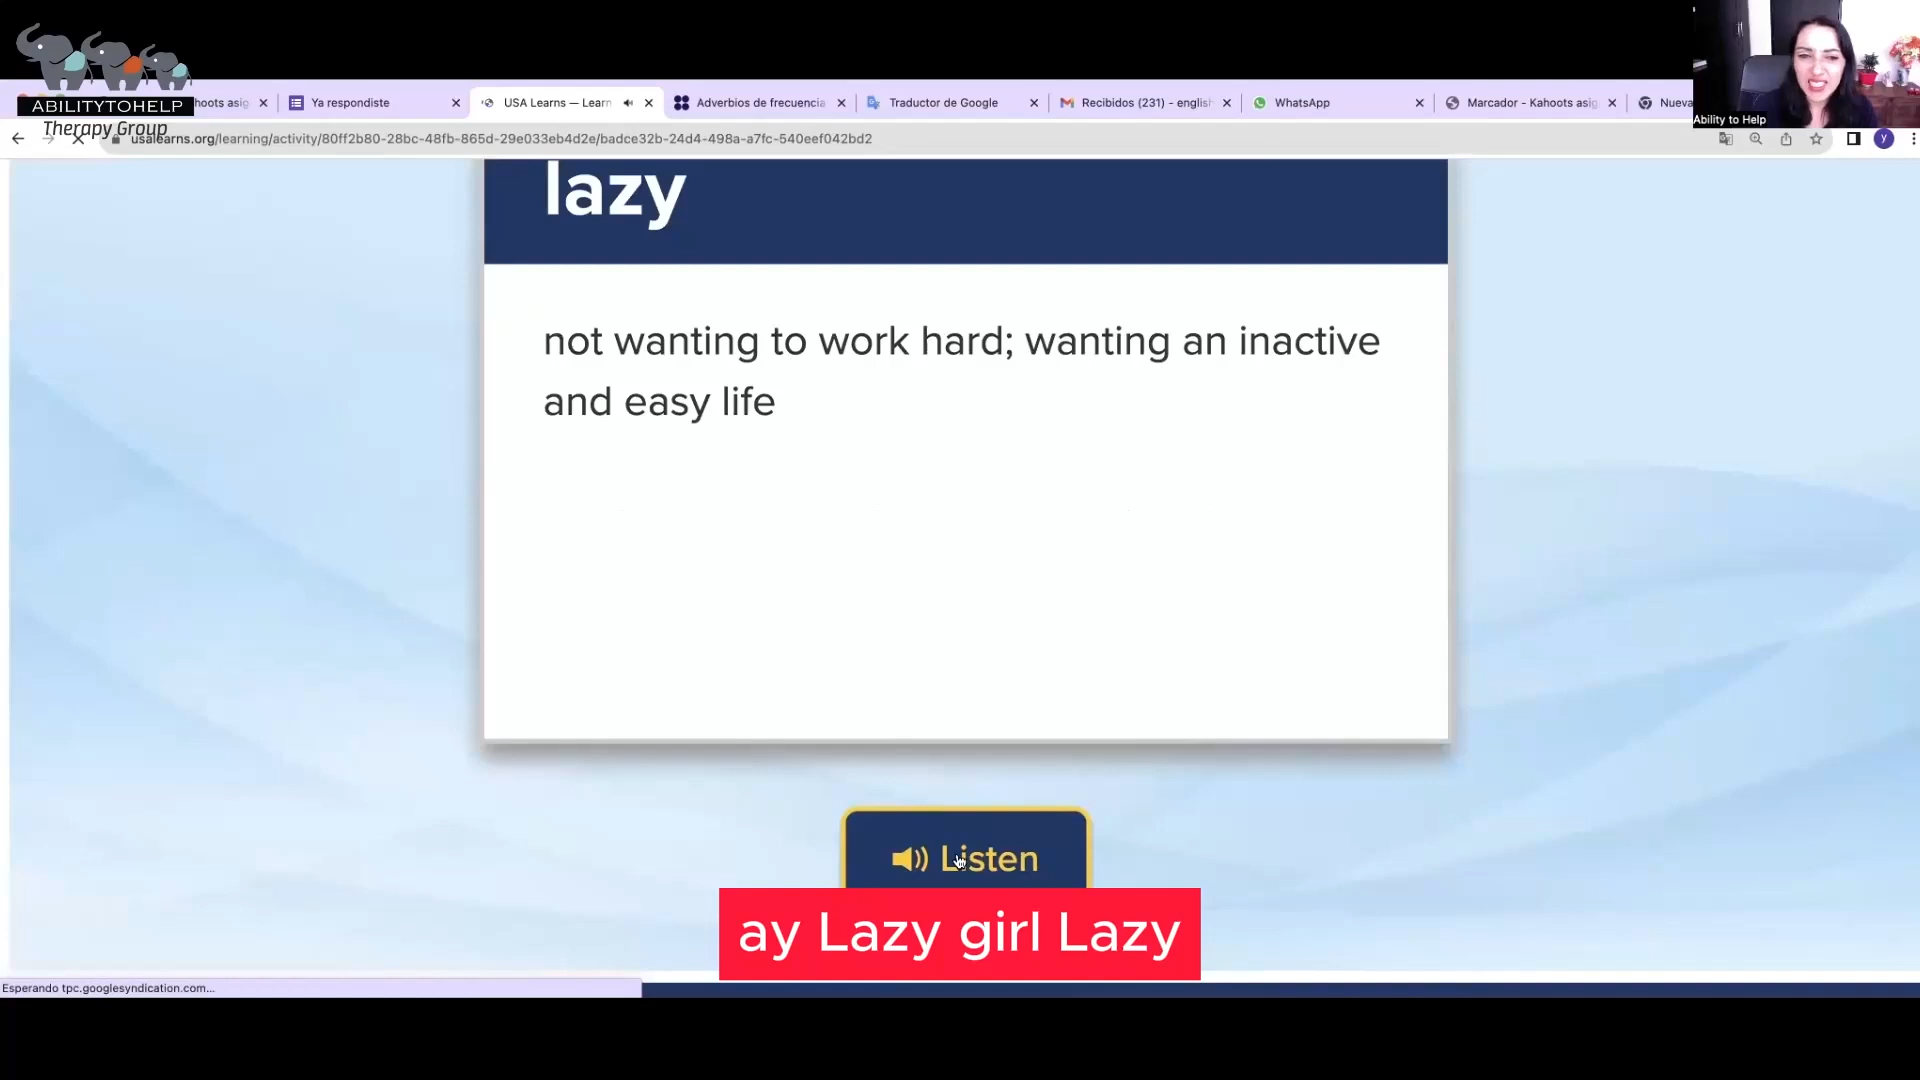 ABILITYTOHELP
Therapy Group
hoots asig
Ya respondiste
USA Learns — Learn
Adverbios de frecuencia
Traductor de Google
Recibidos (231) - english
WhatsApp
Marcador - Kahoots asig
Nueva
Ability to Help
usalearns.org/learning/activity/80ff2b80-28bc-48fb-865d-29e033eb4d2e/badce32b-24d4-498a-a7fc-540eef042bd2
y
lazy
not wanting to work hard; wanting an inactive
and easy life
Listen
ay Lazy girl Lazy
Esperando tpc.googlesyndication.com...